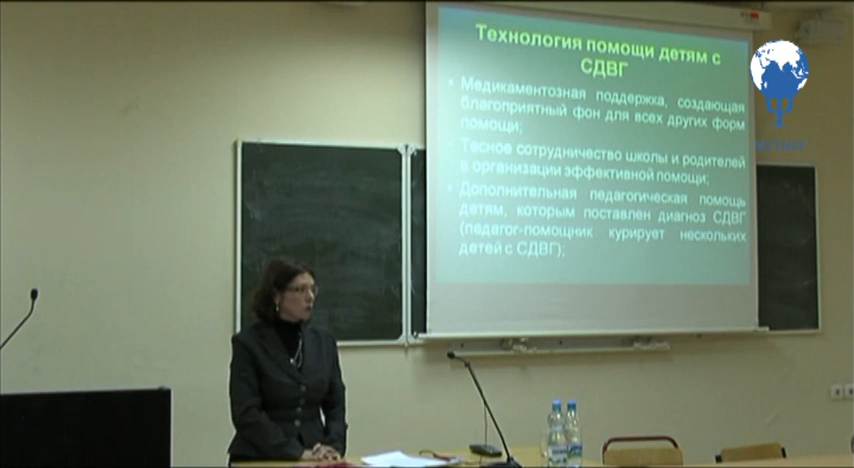 Технология помощи детям с
СДВГ
• Медикаментозная поддержка, создающая
благоприятный фон для всех других форм
помощи;
• Тесное сотрудничество школы и родителей
в организации эффективной помощи;
• Дополнительная педагогическая помощь
детям, которым поставлен диагноз СДВГ
(педагог-помощник курирует нескольких
детей с СДВГ);